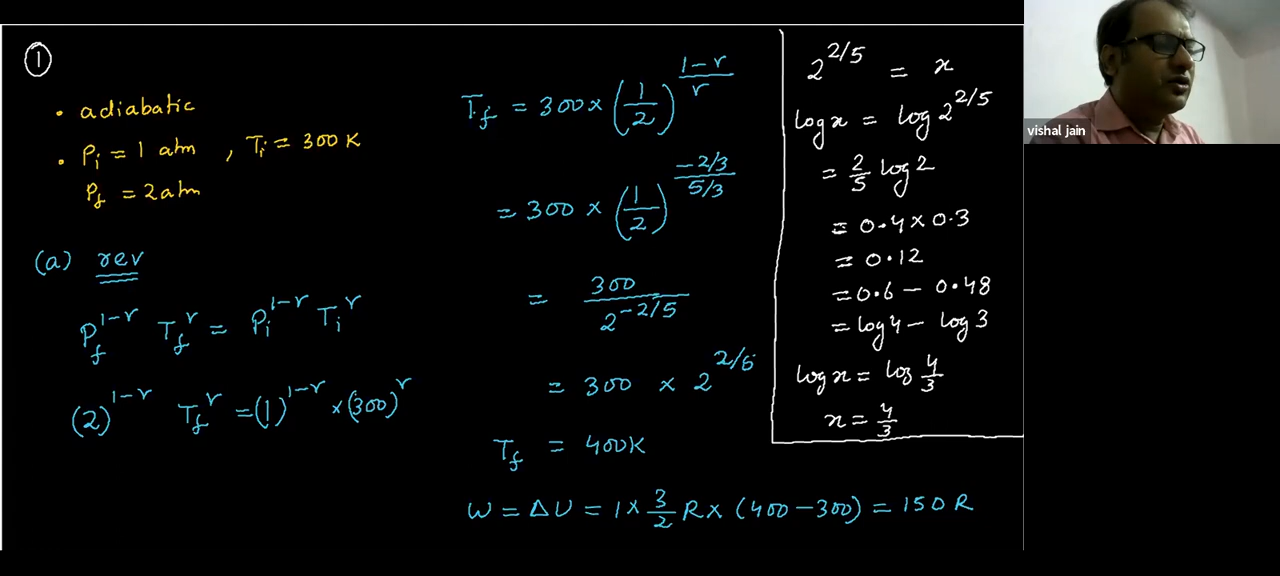 ①
• adiabatic
• Pi = 1 atm , Ti = 300 K
Pf = 2 atm
(a) rev
Pf^1-r Tf^r = Pi^1-r Ti^r
(2)^1-r Tf^r = (1)^1-r × (300)^r
Tf = 300 × (1/2)^(1-r)/r
= 300 × (1/2)^(-2/3)/(5/3)
= 300/2^-2/5
= 300 × 2^2/5
Tf = 400K
W = ΔU = 1 × 3/2 R × (400 - 300) = 150 R
2^2/5 = x
log x = log 2^2/5
= 2/5 log 2
= 0.4 × 0.3
= 0.12
= 0.6 - 0.48
= log 4 - log 3
log x = log 4/3
x = 4/3
vishal jain